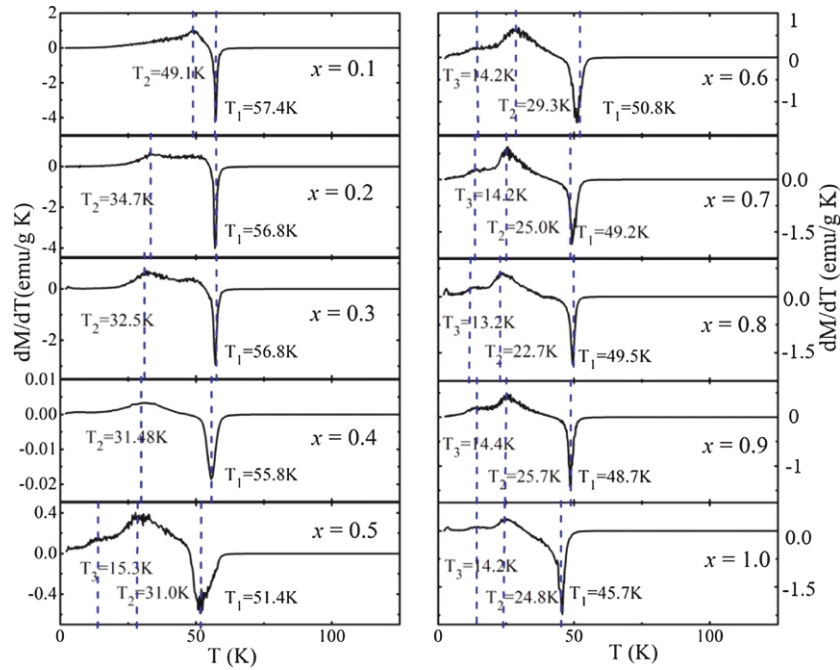 2
0
-2
-4
T2=49.1K
T1=57.4K
x = 0.1
2
0
-2
-4
T2=34.7K
T1=56.8K
x = 0.2
0
-2
T2=32.5K
T1=56.8K
x = 0.3
0.01
0.00
-0.01
-0.02
T2=31.48K
T1=55.8K
x = 0.4
0.4
0.0
-0.4
T3=15.3K
T2=31.0K
T1=51.4K
x = 0.5
0
50
100
T (K)
dM/dT(emu/g K)
1
0
-1
T3=14.2K
T2=29.3K
T1=50.8K
x = 0.6
0.0
-1.5
T3=14.2K
T2=25.0K
T1=49.2K
x = 0.7
0.0
-1.5
T3=13.2K
T2=22.7K
T1=49.5K
x = 0.8
0
-1
T3=14.4K
T2=25.7K
T1=48.7K
x = 0.9
0.0
-1.5
T3=14.2K
T2=24.8K
T1=45.7K
x = 1.0
0
50
100
T (K)
dM/dT (emu/g K)